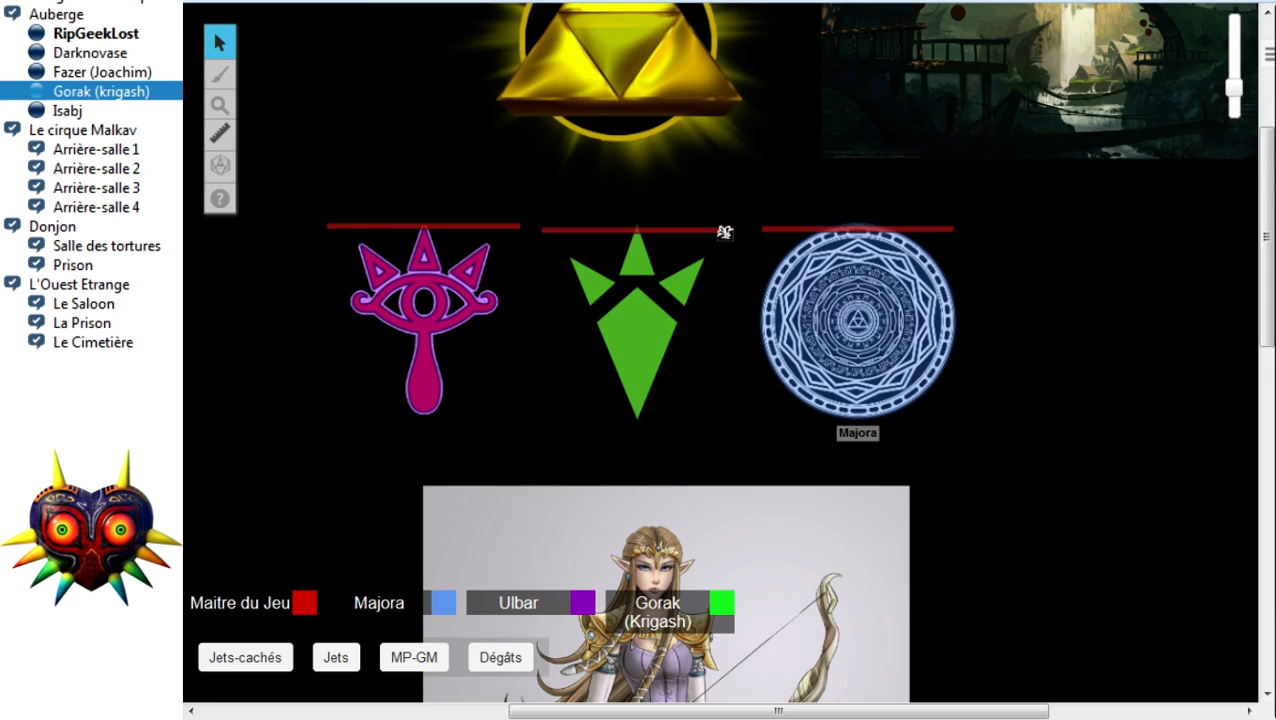 Auberge
RipGeekLost
Darknovase
Fazer (Joachim)
Gorak (krigash)
Isabj
Le cirque Malkav
Arrière-salle 1
Arrière-salle 2
Arrière-salle 3
Arrière-salle 4
Donjon
Salle des tortures
Prison
L'Ouest Etrange
Le Saloon
La Prison
Le Cimetière
Majora
Maitre du Jeu
Majora
Ulbar
Gorak
(Krigash)
Jets-cachés
Jets
MP-GM
Dégâts